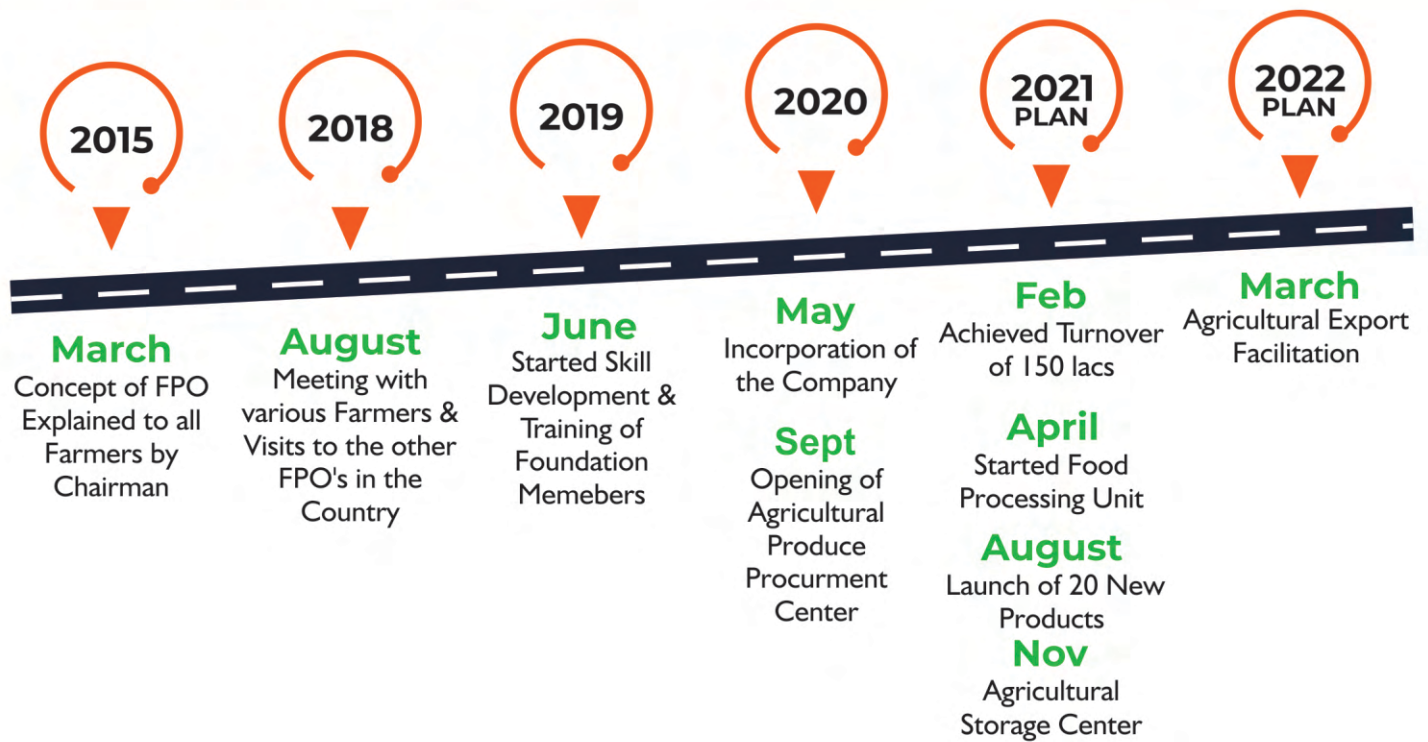 2015
March
Concept of FPO
Explained to all
Farmers by
Chairman
2018
August
Meeting with
various Farmers &
Visits to the other
FPO's in the
Country
2019
June
Started Skill
Development &
Training of
Foundation
Memebers
2020
May
Incorporation of
the Company
Sept
Opening of
Agricultural
Produce
Procurment
Center
2021
PLAN
Feb
Achieved Turnover
of 150 lacs
April
Started Food
Processing Unit
August
Launch of 20 New
Products
Nov
Agricultural
Storage Center
2022
PLAN
March
Agricultural Export
Facilitation